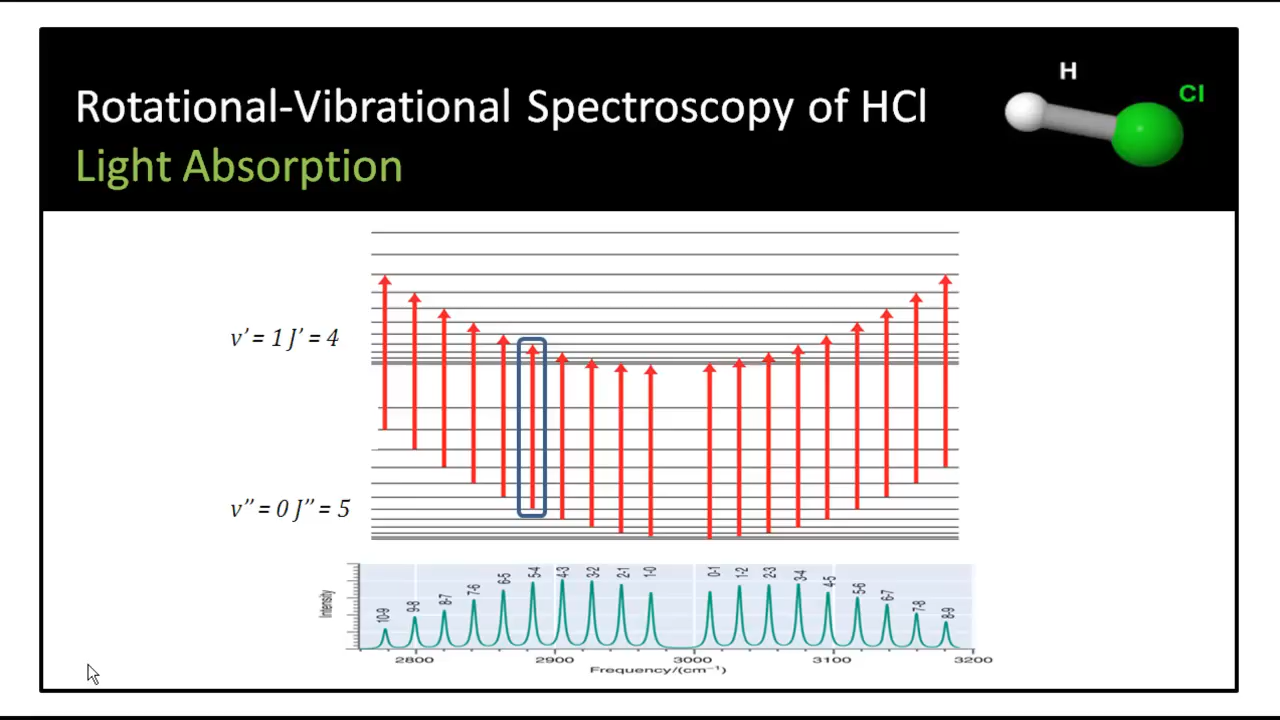 H
Cl
Rotational-Vibrational Spectroscopy of HCl
Light Absorption
v’ = 1 J’ = 4
v’’ = 0 J’’ = 5
Intensity
10-9
9-8
8-7
7-6
6-5
5-4
4-3
3-2
2-1
1-0
0-1
1-2
2-3
3-4
4-5
5-6
6-7
7-8
8-9
2800 2900 3000 3100 3200
Frequency/(cm⁻¹)